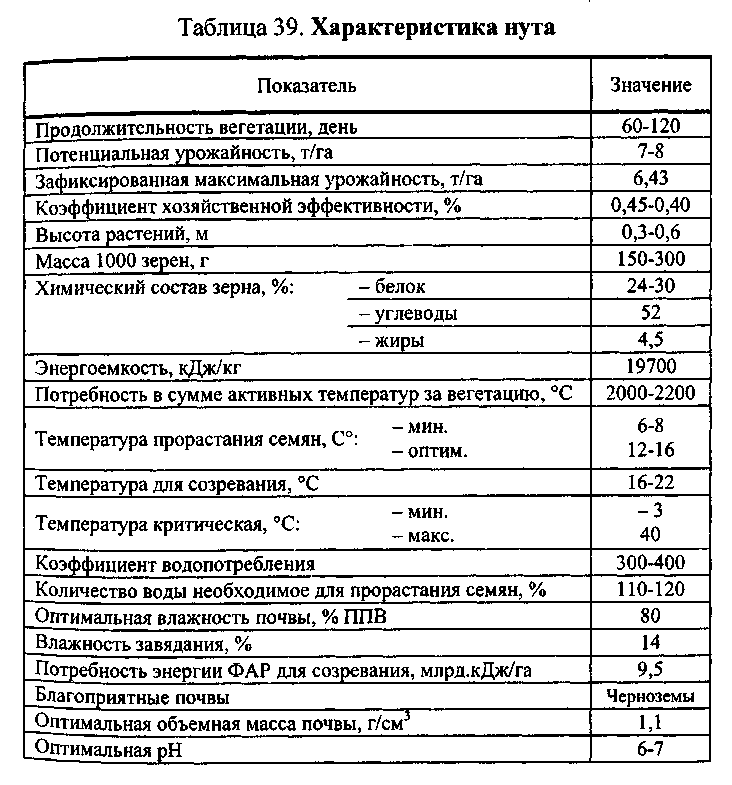 Таблица 39. Характеристика нута
Показатель Значение
Продолжительность вегетации, день 60-120
Потенциальная урожайность, т/га 7-8
Зафиксированная максимальная урожайность, т/га 6,43
Коэффициент хозяйственной эффективности, % 0,45-0,40
Высота растений, м 0,3-0,6
Масса 1000 зерен, г 150-300
Химический состав зерна, %: – белок 24-30
– углеводы 52
– жиры 4,5
Энергоемкость, кДж/кг 19700
Потребность в сумме активных температур за вегетацию, °С 2000-2200
Температура прорастания семян, С°: – мин. 6-8
– оптим. 12-16
Температура для созревания, °С 16-22
Температура критическая, °С: – мин. – 3
– макс. 40
Коэффициент водопотребления 300-400
Количество воды необходимое для прорастания семян, % 110-120
Оптимальная влажность почвы, % ППВ 80
Влажность завядания, % 14
Потребность энергии ФАР для созревания, млрд.кДж/га 9,5
Благоприятные почвы Черноземы
Оптимальная объемная масса почвы, г/см³ 1,1
Оптимальная рН 6-7